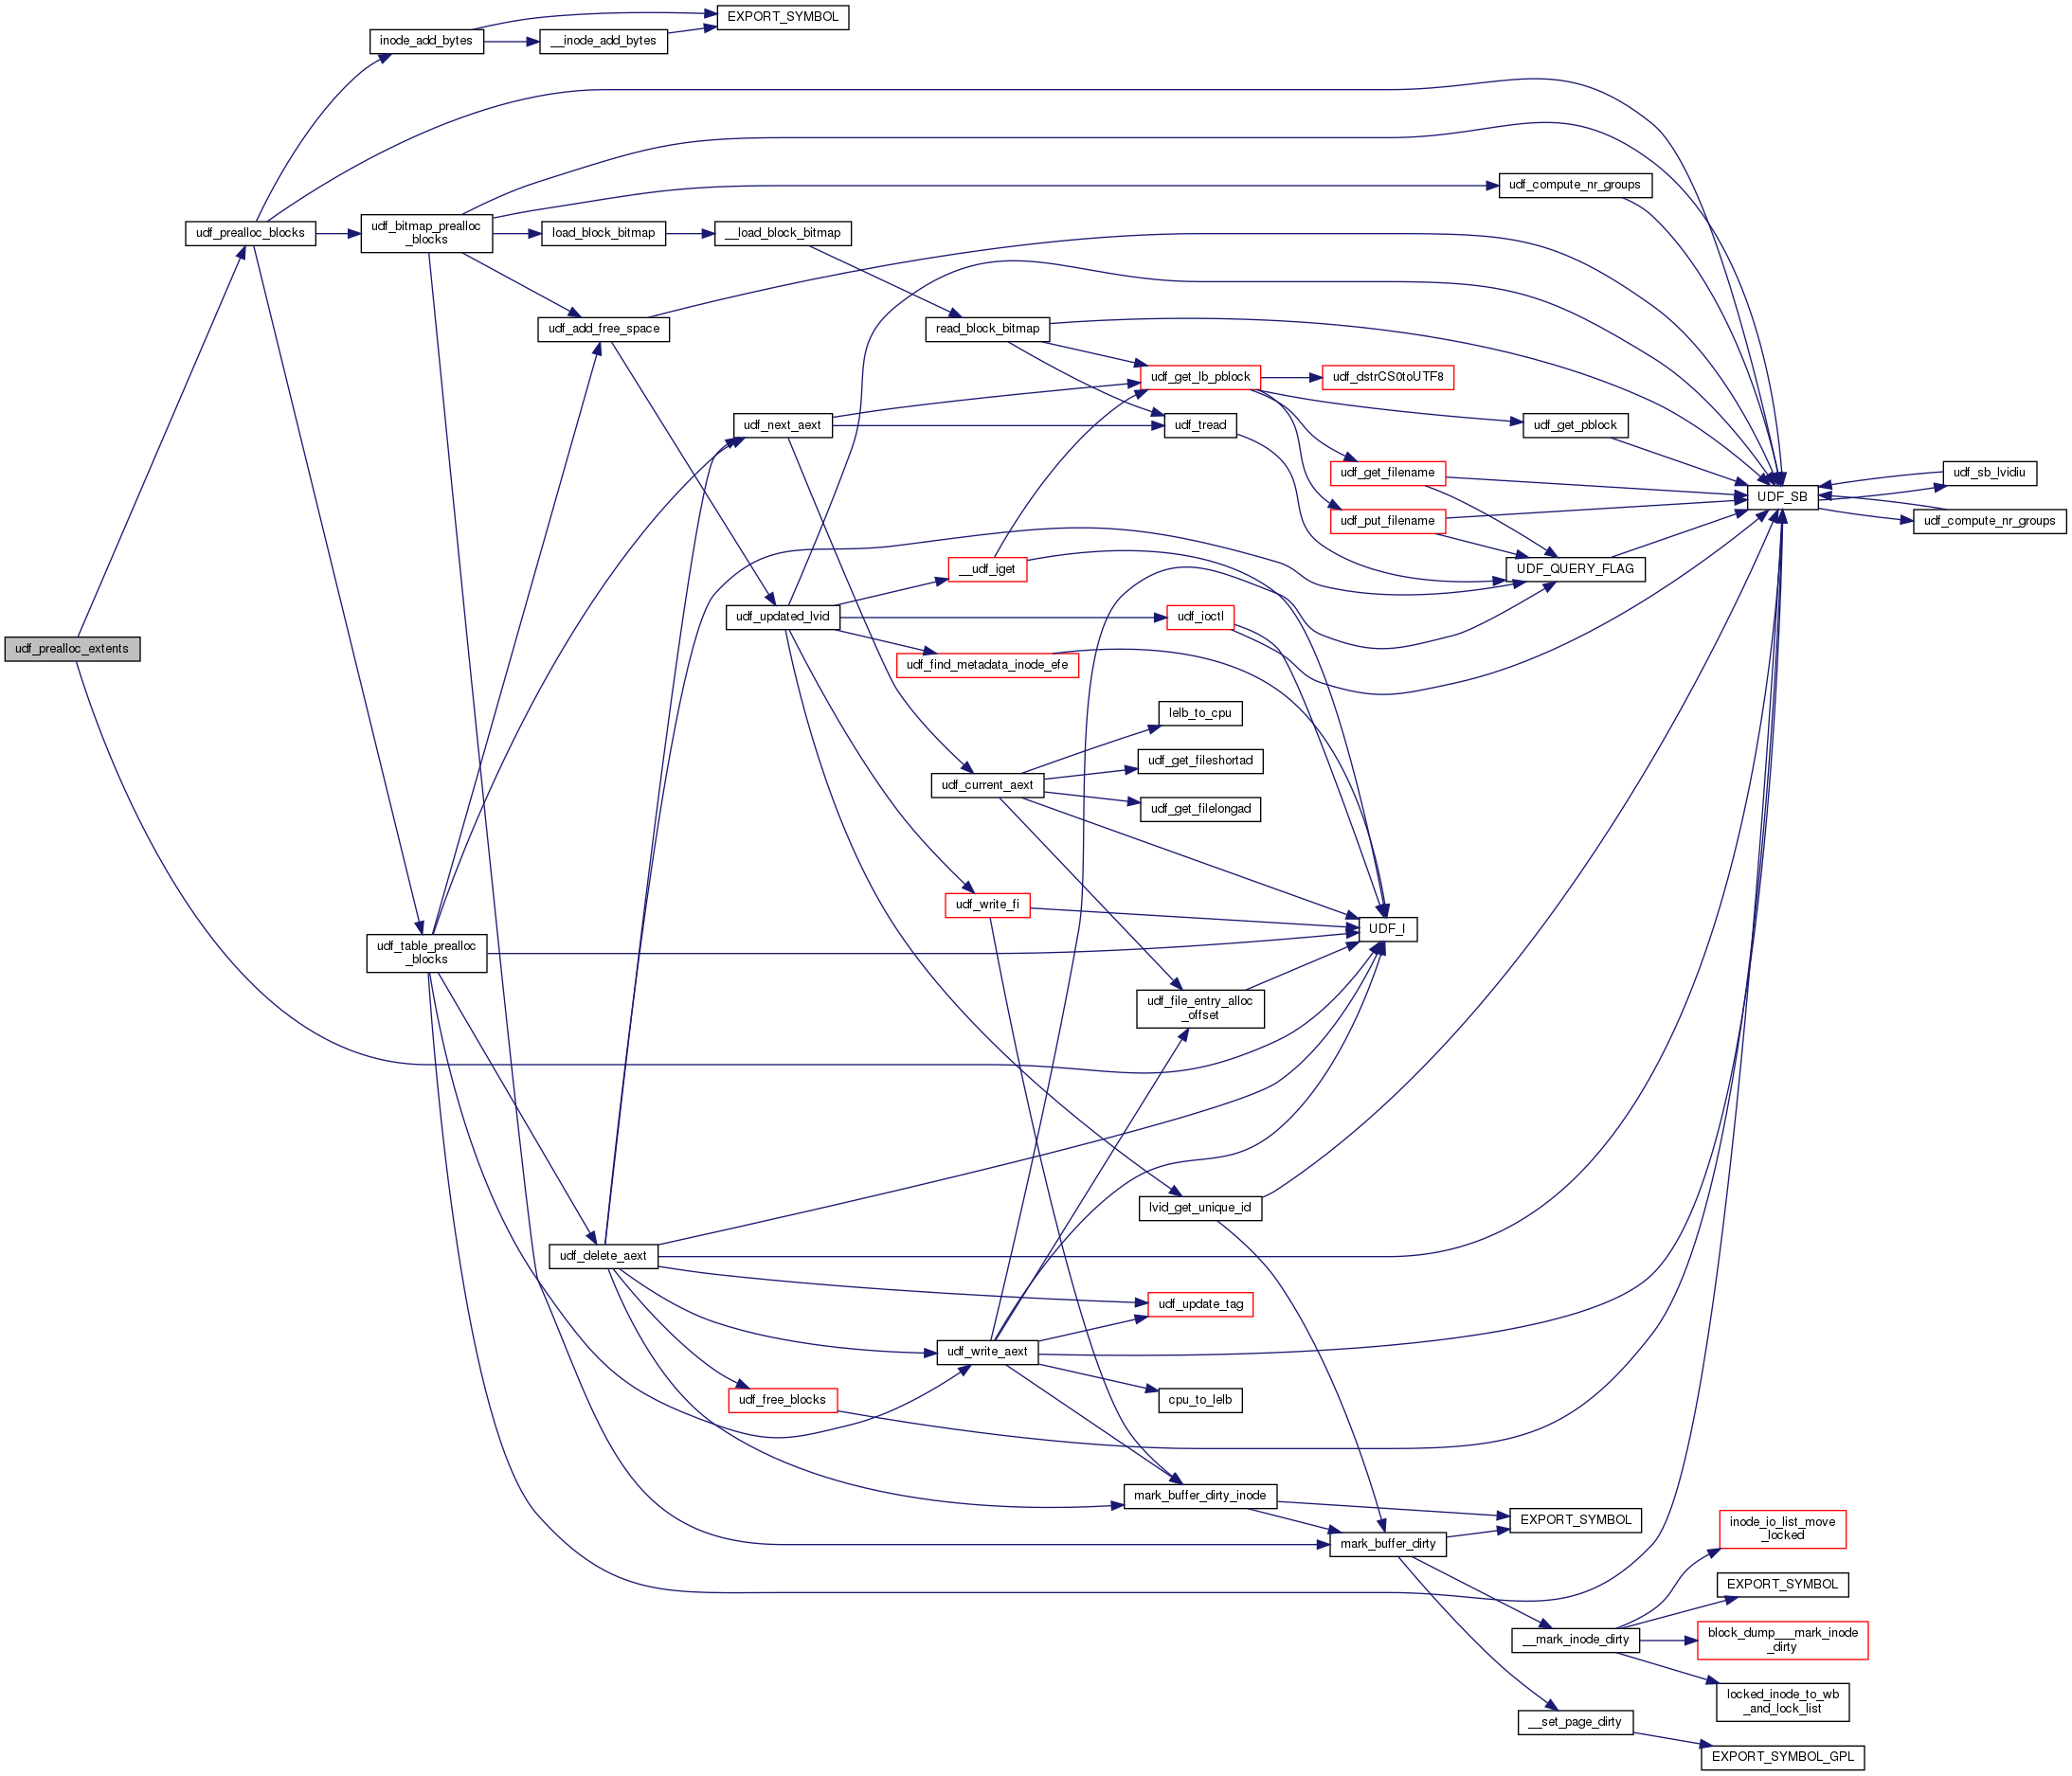 EXPORT_SYMBOL
inode_add_bytes
__inode_add_bytes
udf_compute_nr_groups
udf_prealloc_blocks
udf_bitmap_prealloc
_blocks
load_block_bitmap
__load_block_bitmap
udf_add_free_space
read_block_bitmap
udf_get_lb_pblock
udf_dstrCS0toUTF8
udf_next_aext
udf_tread
udf_get_pblock
udf_get_filename
udf_sb_lvidiu
UDF_SB
udf_put_filename
udf_compute_nr_groups
__udf_iget
UDF_QUERY_FLAG
udf_updated_lvid
udf_ioctl
udf_prealloc_extents
udf_find_metadata_inode_efe
lelb_to_cpu
udf_get_fileshortad
udf_current_aext
udf_get_filelongad
udf_write_fi
UDF_I
udf_table_prealloc
_blocks
udf_file_entry_alloc
_offset
lvid_get_unique_id
udf_delete_aext
udf_update_tag
udf_write_aext
udf_free_blocks
cpu_to_lelb
mark_buffer_dirty_inode
EXPORT_SYMBOL
mark_buffer_dirty
inode_io_list_move
_locked
EXPORT_SYMBOL
__mark_inode_dirty
block_dump___mark_inode
_dirty
locked_inode_to_wb
_and_lock_list
__set_page_dirty
EXPORT_SYMBOL_GPL